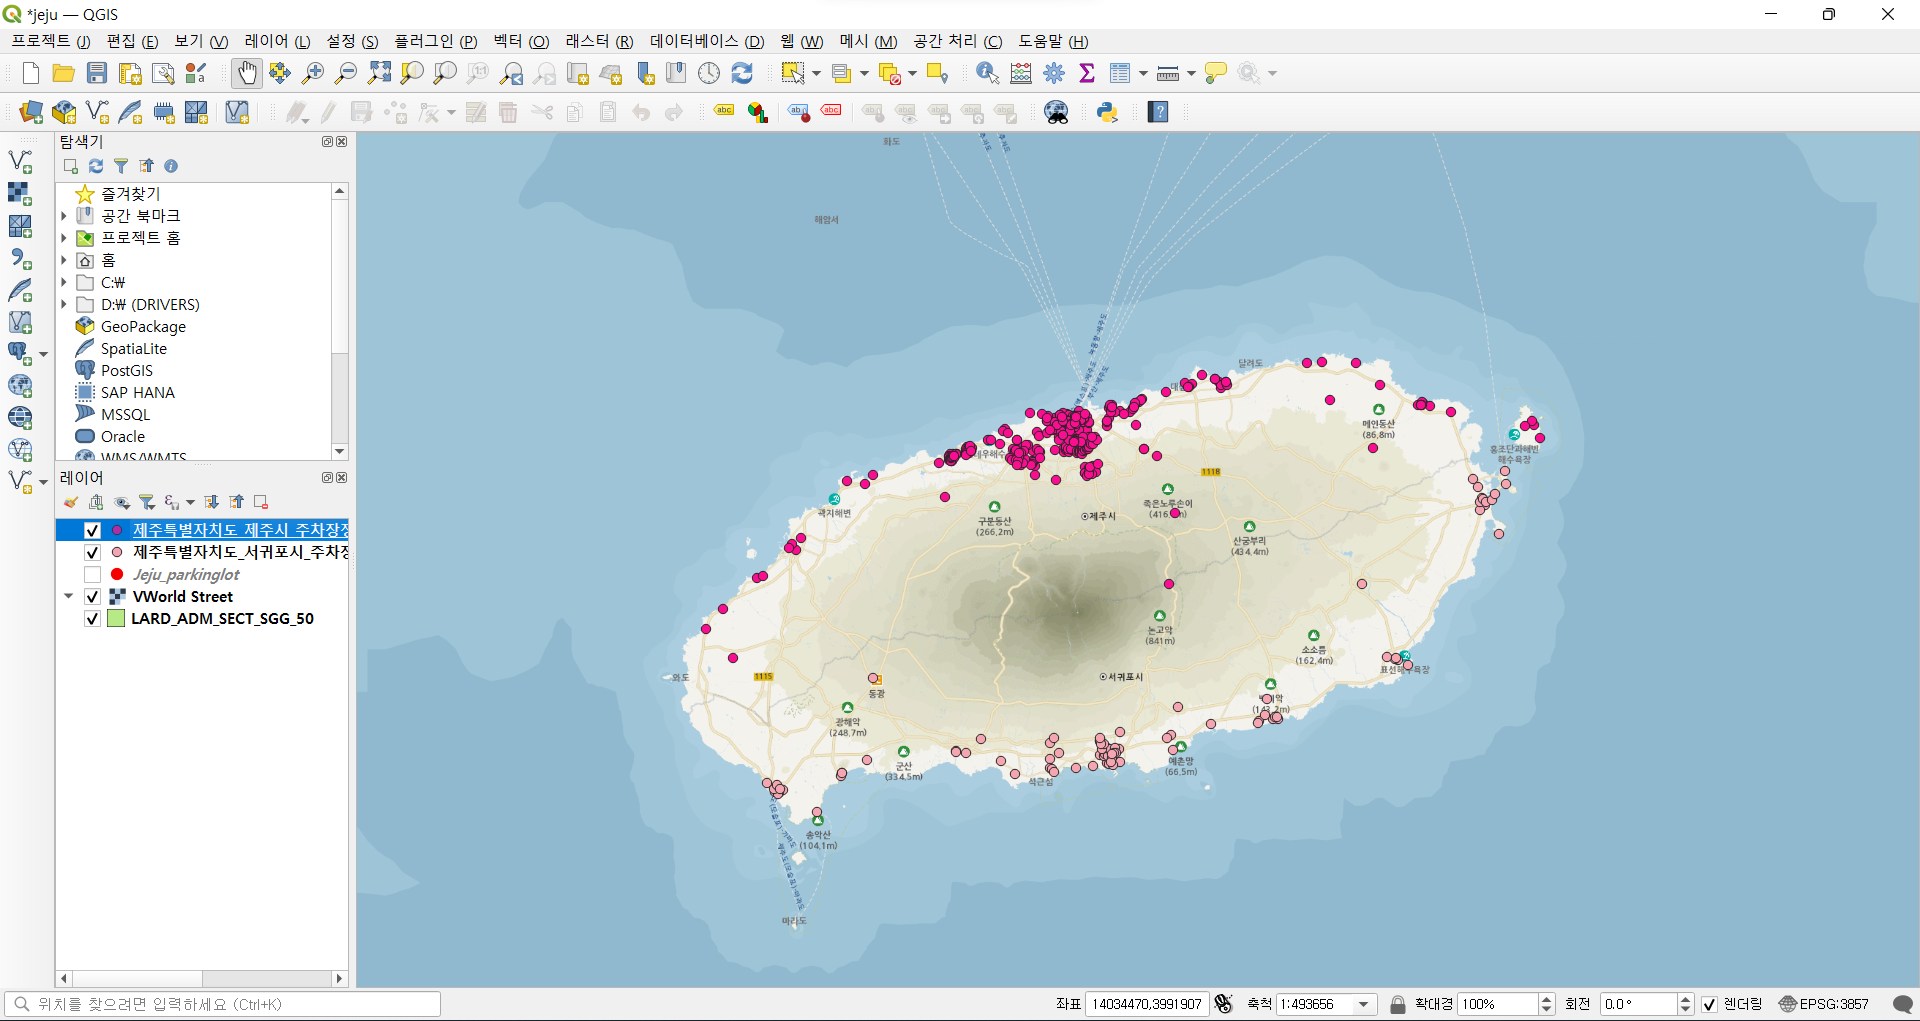 *jeju — QGIS
프로젝트 (J) 편집 (E) 보기 (V) 레이어 (L) 설정 (S) 플러그인 (P) 벡터 (O) 래스터 (R) 데이터베이스 (D) 웹 (W) 메시 (M) 공간 처리 (C) 도움말 (H)
탐색기
즐겨찾기
공간 북마크
프로젝트 홈
홈
C:₩
D:₩ (DRIVERS)
GeoPackage
SpatiaLite
PostGIS
SAP HANA
MSSQL
Oracle
WMS/WMTS
레이어
제주특별자치도_제주시_주차장정
제주특별자치도_서귀포시_주차장
Jeju_parkinglot
VWorld Street
LARD_ADM_SECT_SGG_50
화도
해암서
달려도
메인동산
(86,8m)
홍조단괴해변
해수욕장
1118
곽지해변
구분동산
(266,2m)
제주시
족은노루손이
산굼부리
(434,4m)
논고악
(841m)
소소름
(162,4m)
표선해수욕장
와도
1115
동광
서귀포시
광해악
(248,7m)
군산
(334,5m)
석근섬
예촌망
(66,5m)
송악산
(104,1m)
마라도
위치를 찾으려면 입력하세요 (Ctrl+K)
좌표 14034470,3991907 축척 1:493656 확대경 100% 회전 0.0 ° 렌더링 EPSG:3857